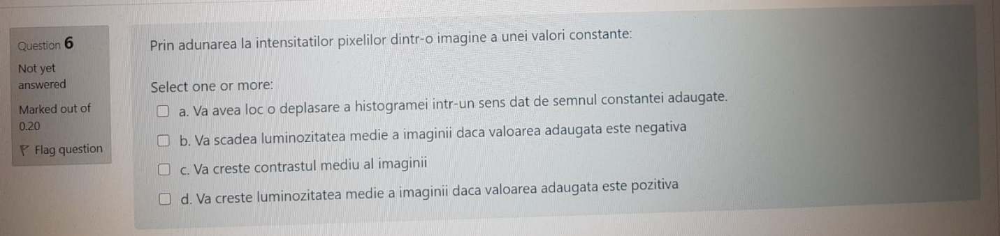 Question 6
Not yet
answered
Marked out of
0.20
Flag question
Prin adunarea la intensitatilor pixelilor dintr-o imagine a unei valori constante:
Select one or more:
a. Va avea loc o deplasare a histogramei intr-un sens dat de semnul constantei adaugate.
b. Va scadea luminozitatea medie a imaginii daca valoarea adaugata este negativa
c. Va creste contrastul mediu al imaginii
d. Va creste luminozitatea medie a imaginii daca valoarea adaugata este pozitiva